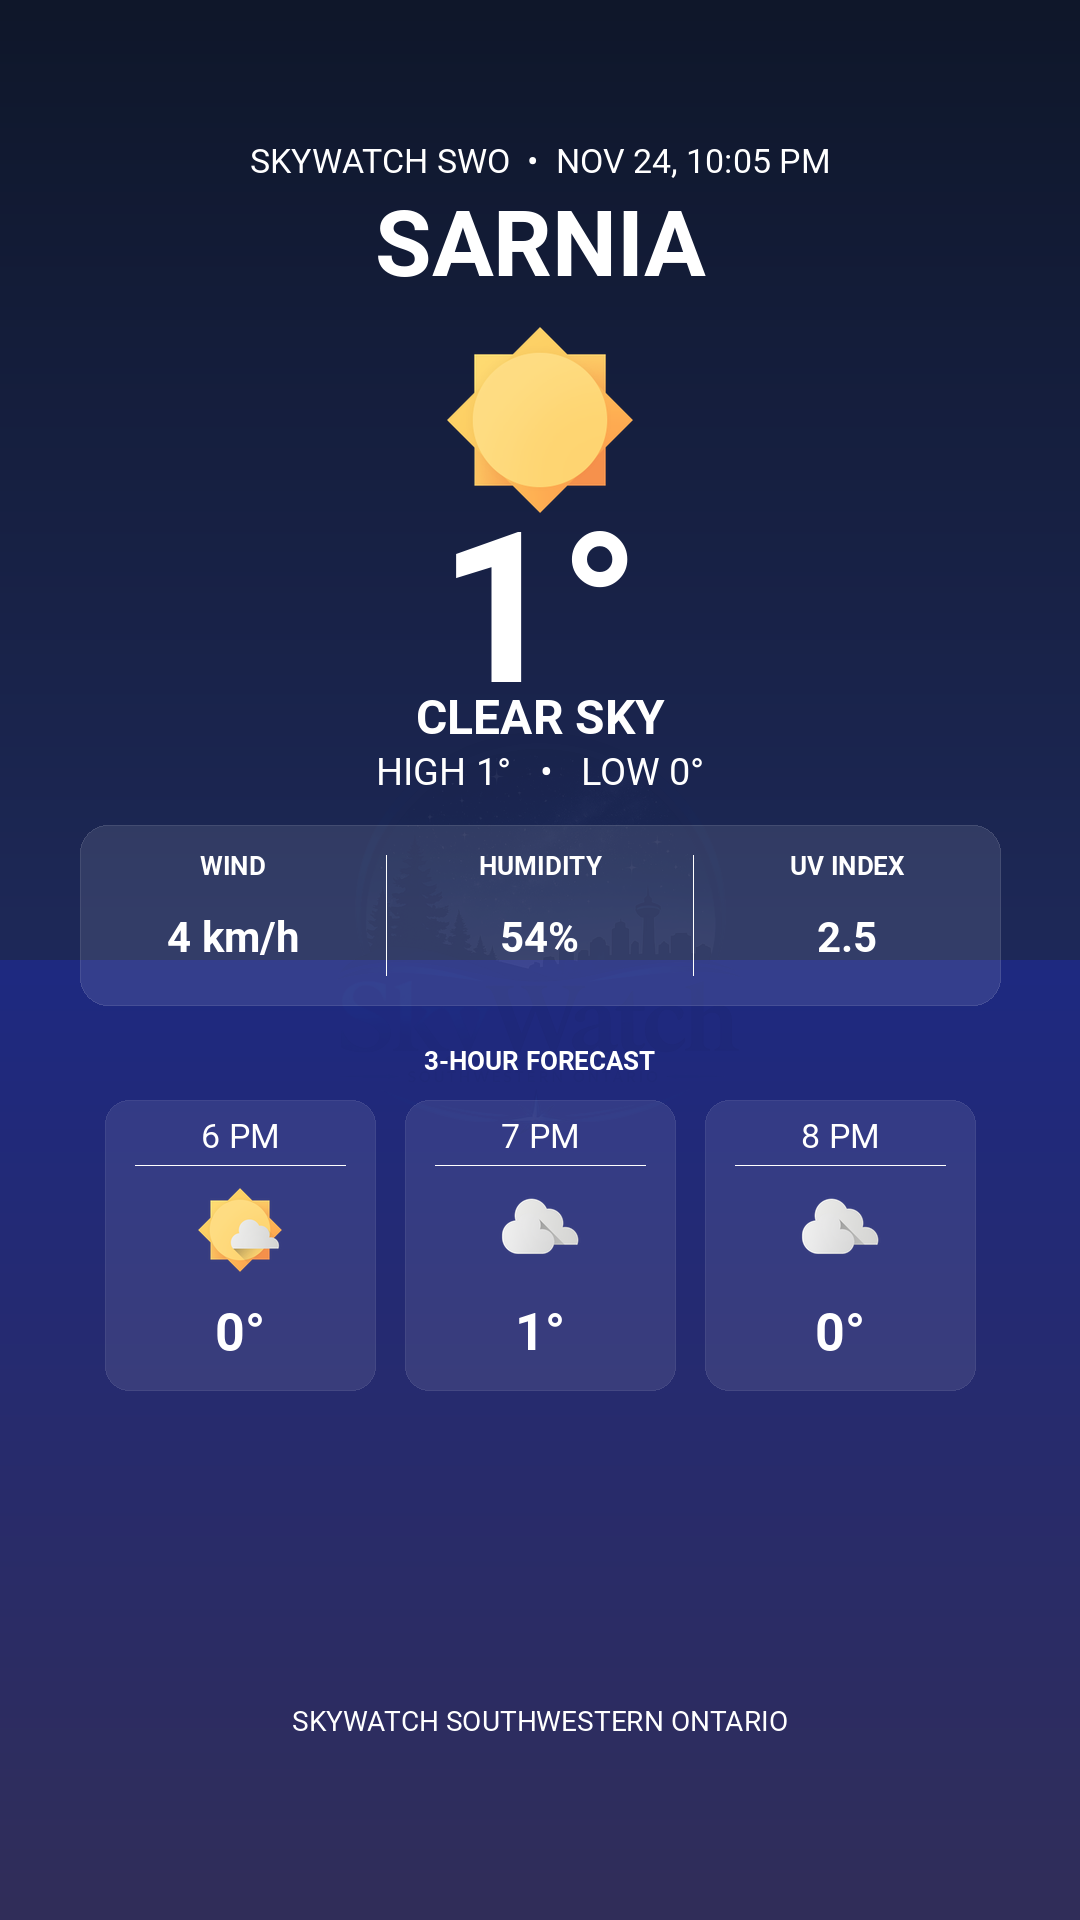 SKYWATCH SWO • NOV 24, 10:05 PM
SARNIA
1°
CLEAR SKY
HIGH 1° • LOW 0°
WIND HUMIDITY UV INDEX
4 km/h 54% 2.5
SkyWatch
3-HOUR FORECAST
6 PM 7 PM 8 PM
0° 1° 0°
SKYWATCH SOUTHWESTERN ONTARIO